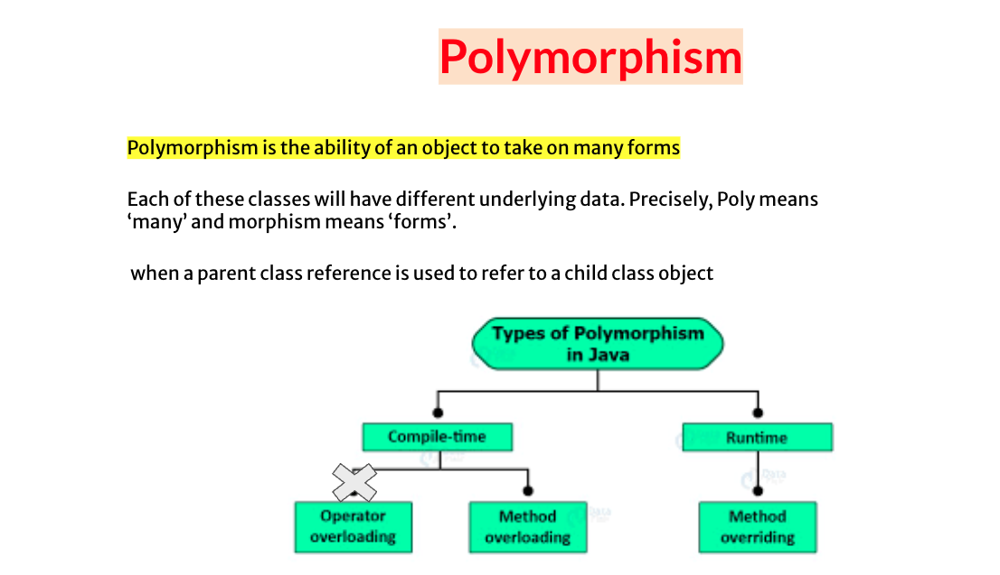 Polymorphism
Polymorphism is the ability of an object to take on many forms
Each of these classes will have different underlying data. Precisely, Poly means
‘many’ and morphism means ‘forms’.
when a parent class reference is used to refer to a child class object
Types of Polymorphism
in Java
Compile-time
Runtime
Operator
overloading
Method
overloading
Method
overriding
Data
Data